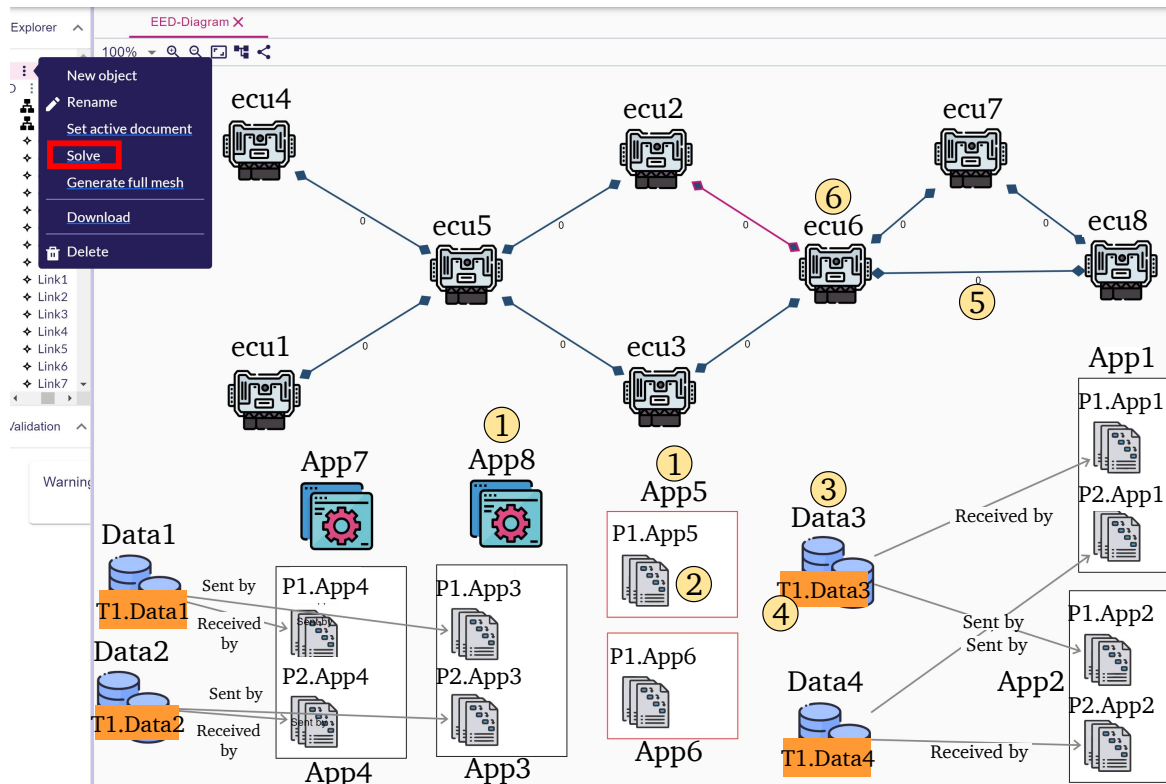 Explorer
EED-Diagram
100%
New object
Rename
Set active document
Solve
Generate full mesh
Download
Delete
Link1
Link2
Link3
Link4
Link5
Link6
Link7
Validation
Warning
ecu4
ecu2
ecu7
6
ecu5
ecu6
ecu8
0
0
0
0
0
0
5
ecu1
0
0
0
ecu3
App1
P1.App1
P2.App1
1
App7
App8
1
App5
3
Data3
Received by
Data1
P1.App5
2
Sent by
P1.App4
P1.App3
T1.Data1
Received
by
Sent by
4
T1.Data3
Sent by
P1.App2
Sent by
Data2
P2.App4
P2.App3
P1.App6
Data4
App2
Sent by
T1.Data2
Received
by
Sent by
P2.App2
T1.Data4
Received by
App4
App3
App6